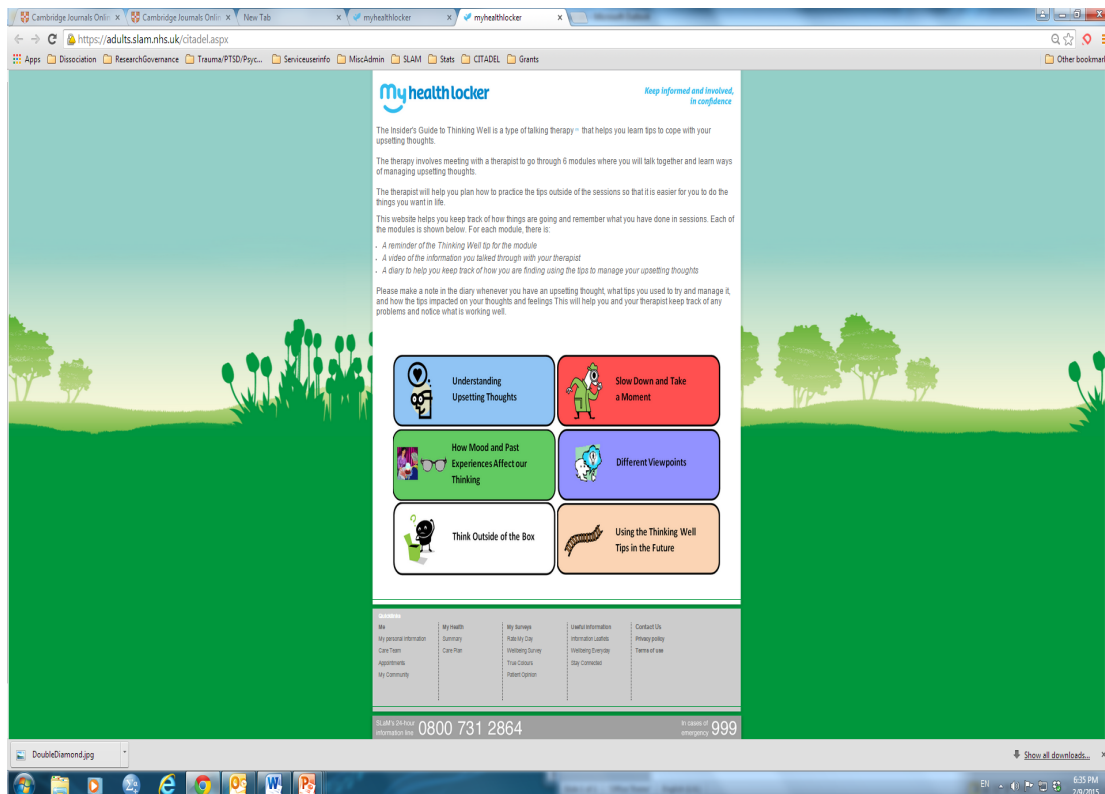 Cambridge Journals Onlin
Cambridge Journals Onlin
New Tab
myhealthlocker
myhealthlocker
https://adults.slam.nhs.uk/citadel.aspx
Apps
Dissociation
ResearchGovernance
Trauma/PTSD/Psyc...
Serviceuserinfo
MiscAdmin
SLAM
Stats
CITADEL
Grants
Other bookmark
My health locker
Keep informed and involved,
in confidence
The Insider's Guide to Thinking Well is a type of talking therapy that helps you learn tips to cope with your
upsetting thoughts.
The therapy involves meeting with a therapist to go through 6 modules where you will talk together and learn ways
of managing upsetting thoughts.
The therapist will help you plan how to practice the tips outside of the sessions so that it is easier for you to do the
things you want in life.
This website helps you keep track of how things are going and remember what you have done in sessions. Each of
the modules is shown below. For each module, there is:
A reminder of the Thinking Well tip for the module
A video of the information you talked through with your therapist
A diary to help you keep track of how you are finding using the tips to manage your upsetting thoughts
Please make a note in the diary whenever you have an upsetting thought, what tips you used to try and manage it,
and how the tips impacted on your thoughts and feelings This will help you and your therapist keep track of any
problems and notice what is working well.
Understanding
Upsetting Thoughts
Slow Down and Take
a Moment
How Mood and Past
Experiences Affect our
Thinking
Different Viewpoints
Think Outside of the Box
Using the Thinking Well
Tips in the Future
Me
My personal information
Care Team
Appointments
My Community
My Health
Summary
Care Plan
My Surveys
Rate My Day
Wellbeing Survey
True Colours
Patient Opinion
Useful Information
Information Leaflets
Wellbeing Everyday
Stay Connected
Contact Us
Privacy policy
Terms of use
SLaM's 24-hour
information line 0800 731 2864
In cases of
emergency 999
DoubleDiamond.jpg
Show all downloads...
EN
6:35 PM
2/9/2015